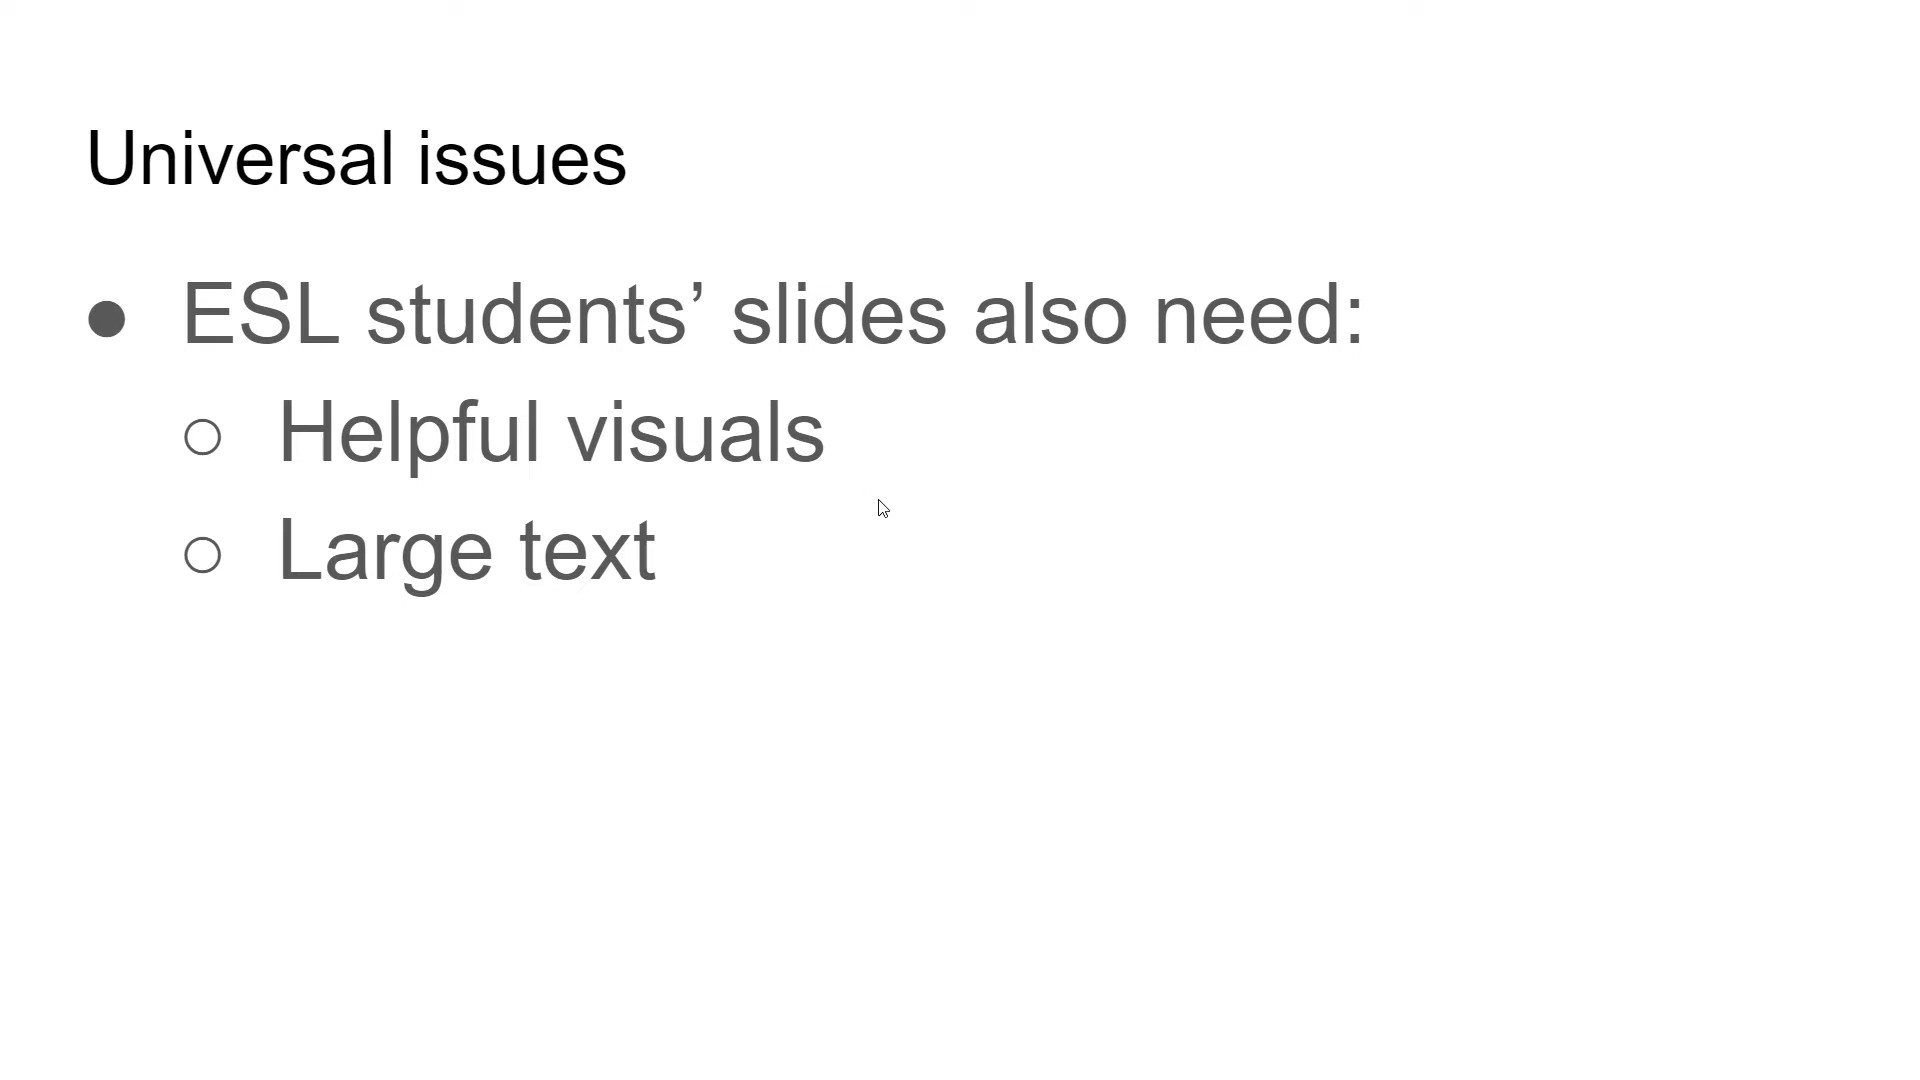 Universal issues
● ESL students’ slides also need:
○ Helpful visuals
○ Large text